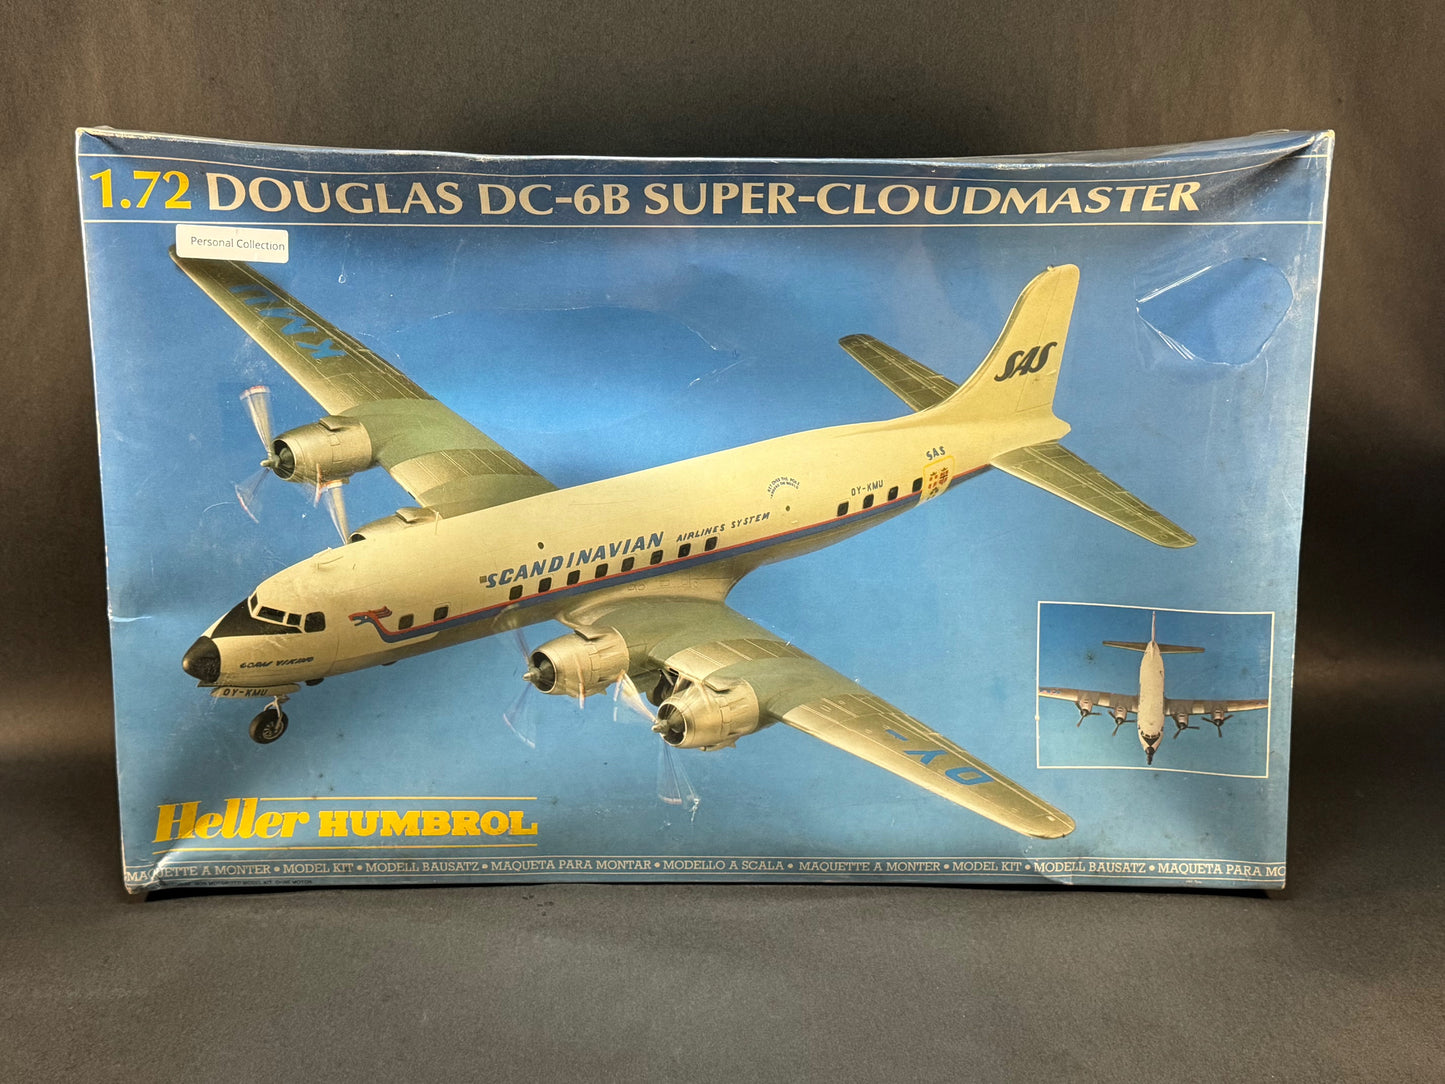 1.72 DOUGLAS DC-6B SUPER-CLOUDMASTER
Personal Collection
SAS
SAS
OY-KMU
SCANDINAVIAN AIRLINES SYSTEM
OY-KMU
OY-
Heller HUMBROL
MAQUETTE A MONTER • MODEL KIT • MODELL BAUSATZ • MAQUETA PARA MONTAR • MODELLO A SCALA • MAQUETTE A MONTER • MODEL KIT • MODELL BAUSATZ • MAQUETA PARA MO